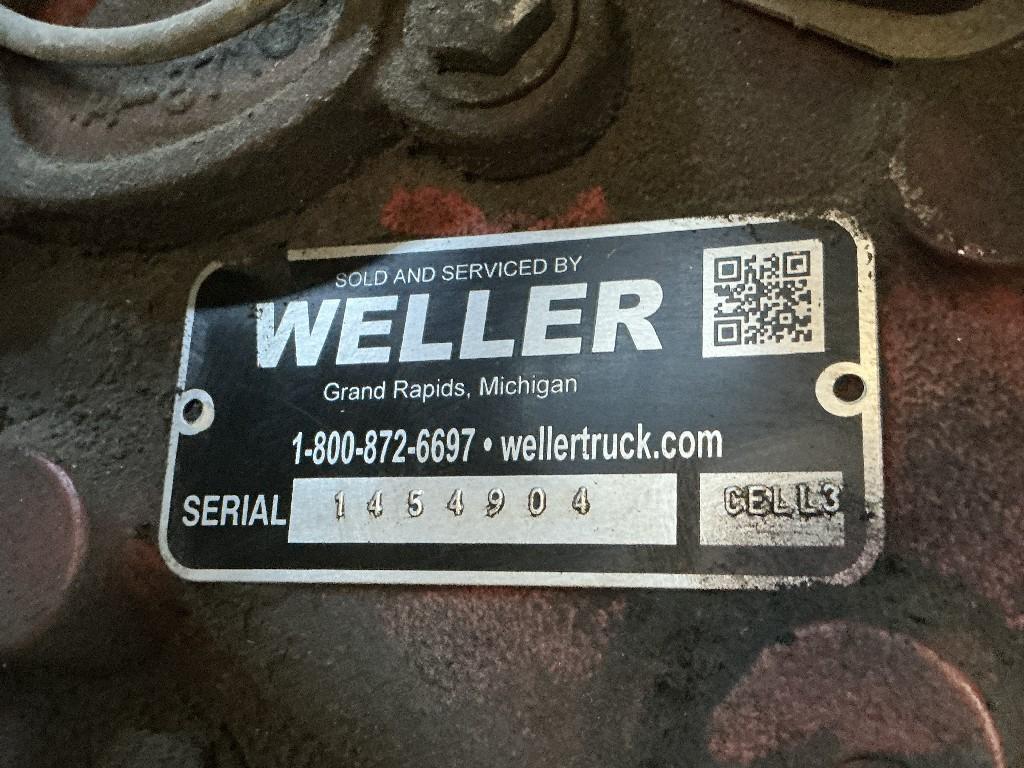 SOLD AND SERVICED BY
WELLER
Grand Rapids, Michigan
1-800-872-6697 • wellertruck.com
SERIAL 1454904 CELL3